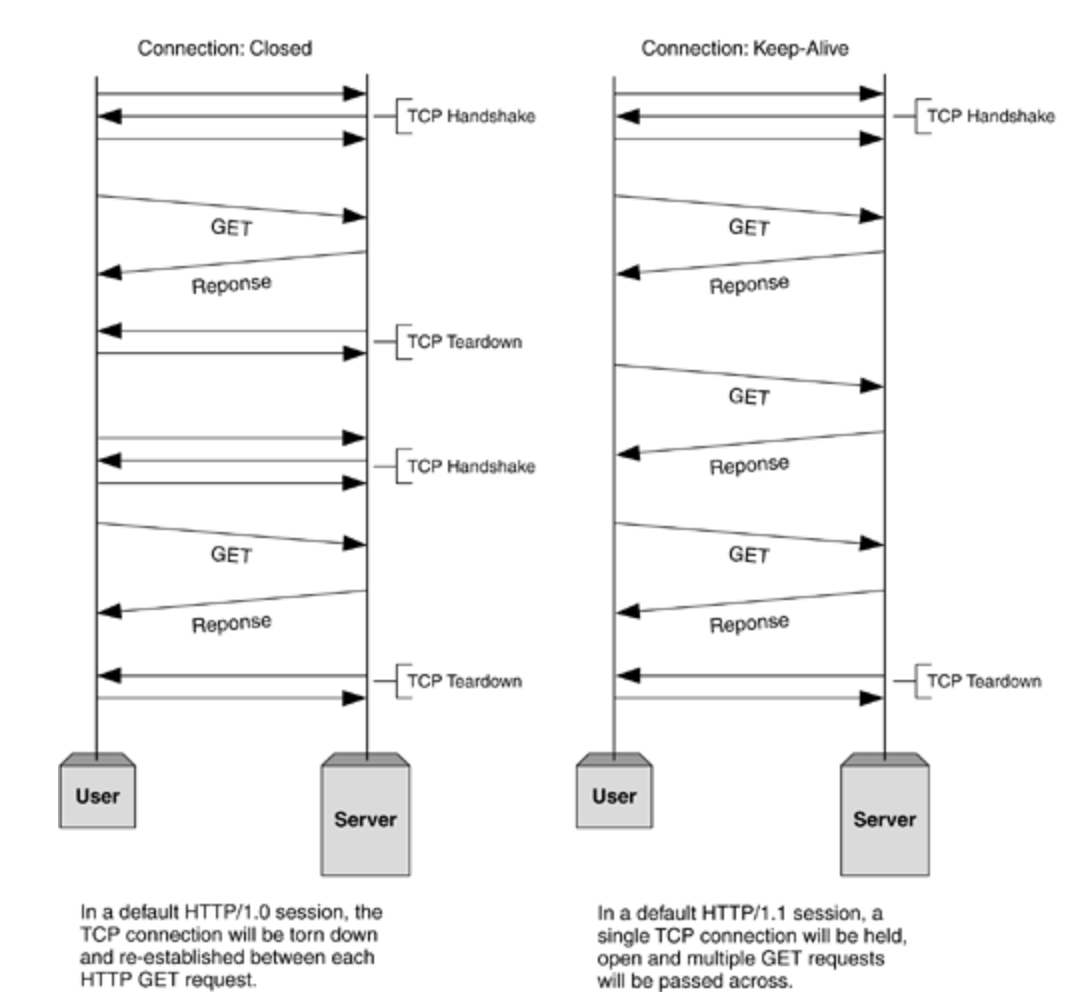 Connection: Closed
TCP Handshake
GET
Reponse
TCP Teardown
TCP Handshake
GET
Reponse
TCP Teardown
User
Server
In a default HTTP/1.0 session, the
TCP connection will be torn down
and re-established between each
HTTP GET request.
Connection: Keep-Alive
TCP Handshake
GET
Reponse
GET
Reponse
GET
Reponse
TCP Teardown
User
Server
In a default HTTP/1.1 session, a
single TCP connection will be held,
open and multiple GET requests
will be passed across.